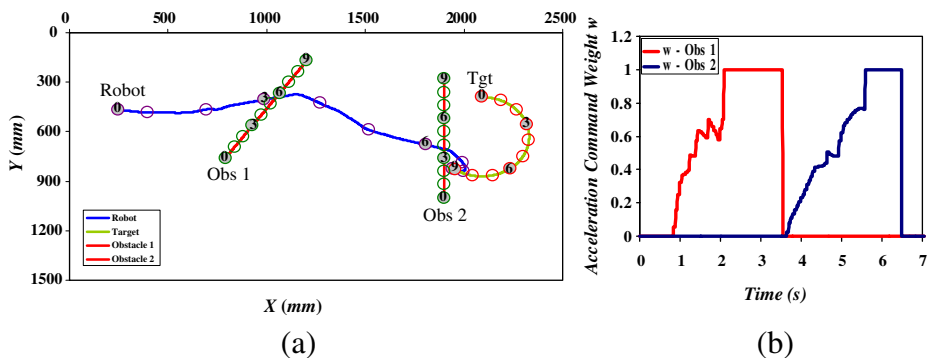 0 500 1000 1500 2000 2500
0
300
600
900
1200
1500
Y (mm)
X (mm)
Robot
Obs 1
Obs 2
Tgt
0 3 6 9
0 3 6 9
0 3 6 9
0 3 6
Robot
Target
Obstacle 1
Obstacle 2
(a)
Acceleration Command Weight w
1.2
1
0.8
0.6
0.4
0.2
0
w - Obs 1
w - Obs 2
0 1 2 3 4 5 6 7
Time (s)
(b)